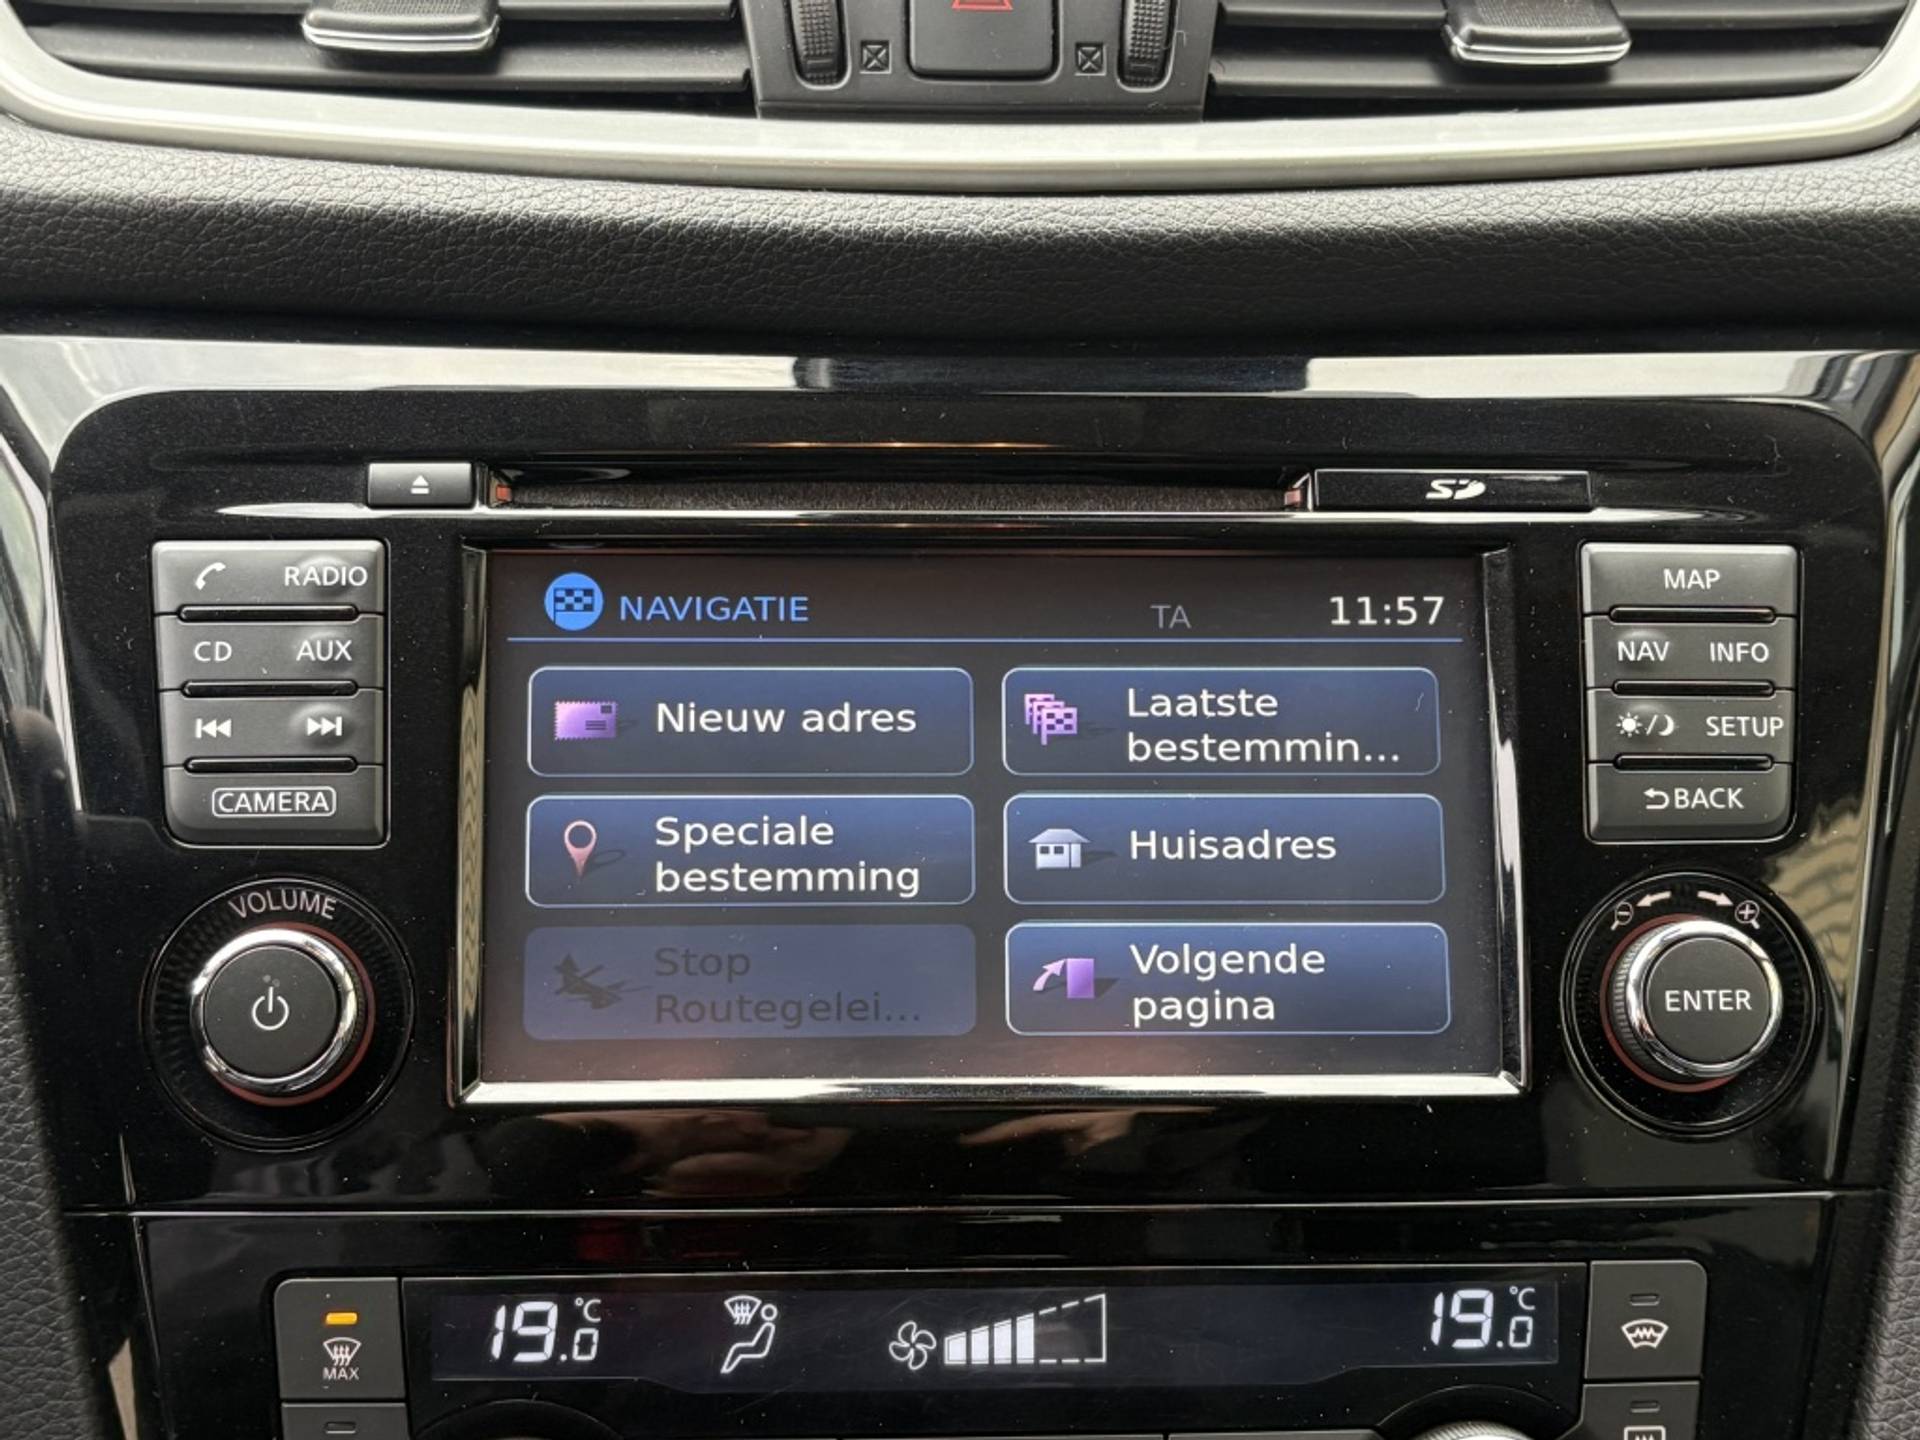 SD
RADIO
CD AUX
CAMERA
VOLUME
NAVIGATIE TA 11:57
Nieuw adres
Laatste
bestemmin...
Speciale
bestemming
Huisadres
Stop
Routegelei...
Volgende
pagina
MAP
NAV INFO
SETUP
BACK
ENTER
MAX
19.0 °C
19.0 °C